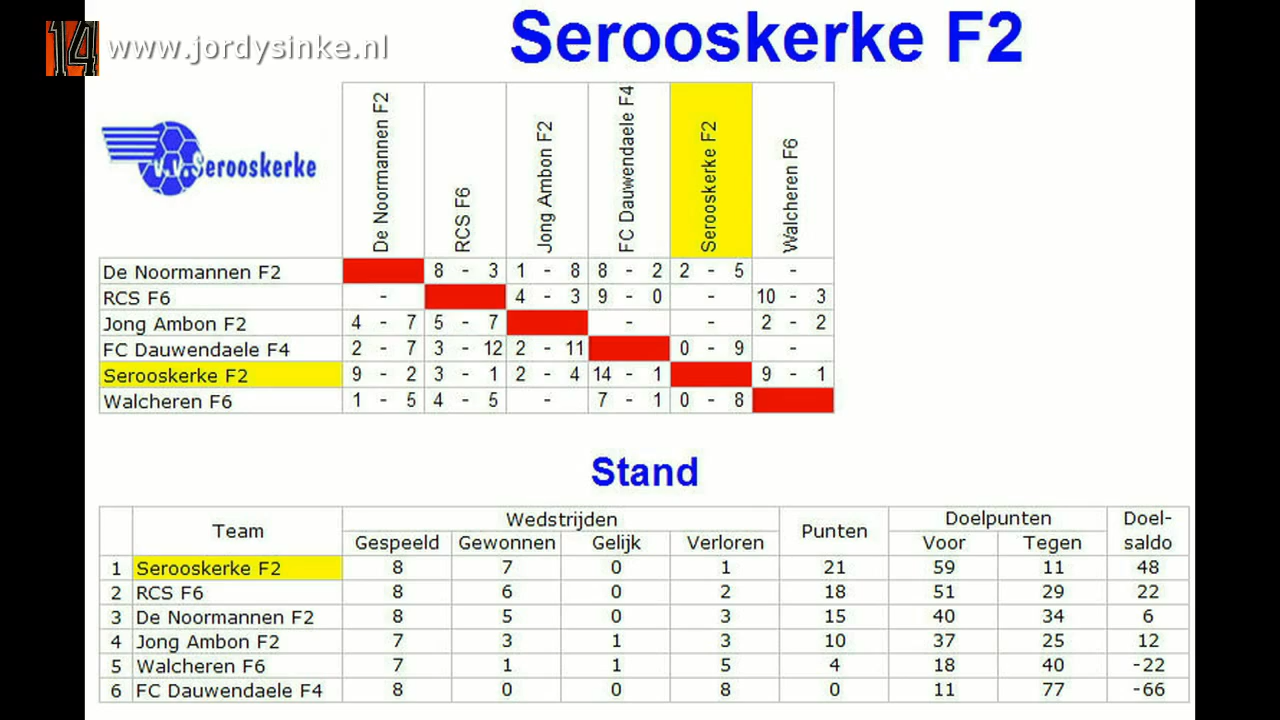 14 www.jordysinke.nl
Serooskerke F2
v.v. Serooskerke
De Noormannen F2 RCS F6 Jong Ambon F2 FC Dauwendaele F4 Serooskerke F2 Walcheren F6
De Noormannen F2 8 - 3 1 - 8 8 - 2 2 - 5 -
RCS F6 - 4 - 3 9 - 0 - 10 - 3
Jong Ambon F2 4 - 7 5 - 7 - - 2 - 2
FC Dauwendaele F4 2 - 7 3 - 12 2 - 11 0 - 9 -
Serooskerke F2 9 - 2 3 - 1 2 - 4 14 - 1 9 - 1
Walcheren F6 1 - 5 4 - 5 - 7 - 1 0 - 8
Stand
Team Wedstrijden Punten Doelpunten Doel-
Gespeeld Gewonnen Gelijk Verloren Voor Tegen saldo
1 Serooskerke F2 8 7 0 1 21 59 11 48
2 RCS F6 8 6 0 2 18 51 29 22
3 De Noormannen F2 8 5 0 3 15 40 34 6
4 Jong Ambon F2 7 3 1 3 10 37 25 12
5 Walcheren F6 7 1 1 5 4 18 40 -22
6 FC Dauwendaele F4 8 0 0 8 0 11 77 -66